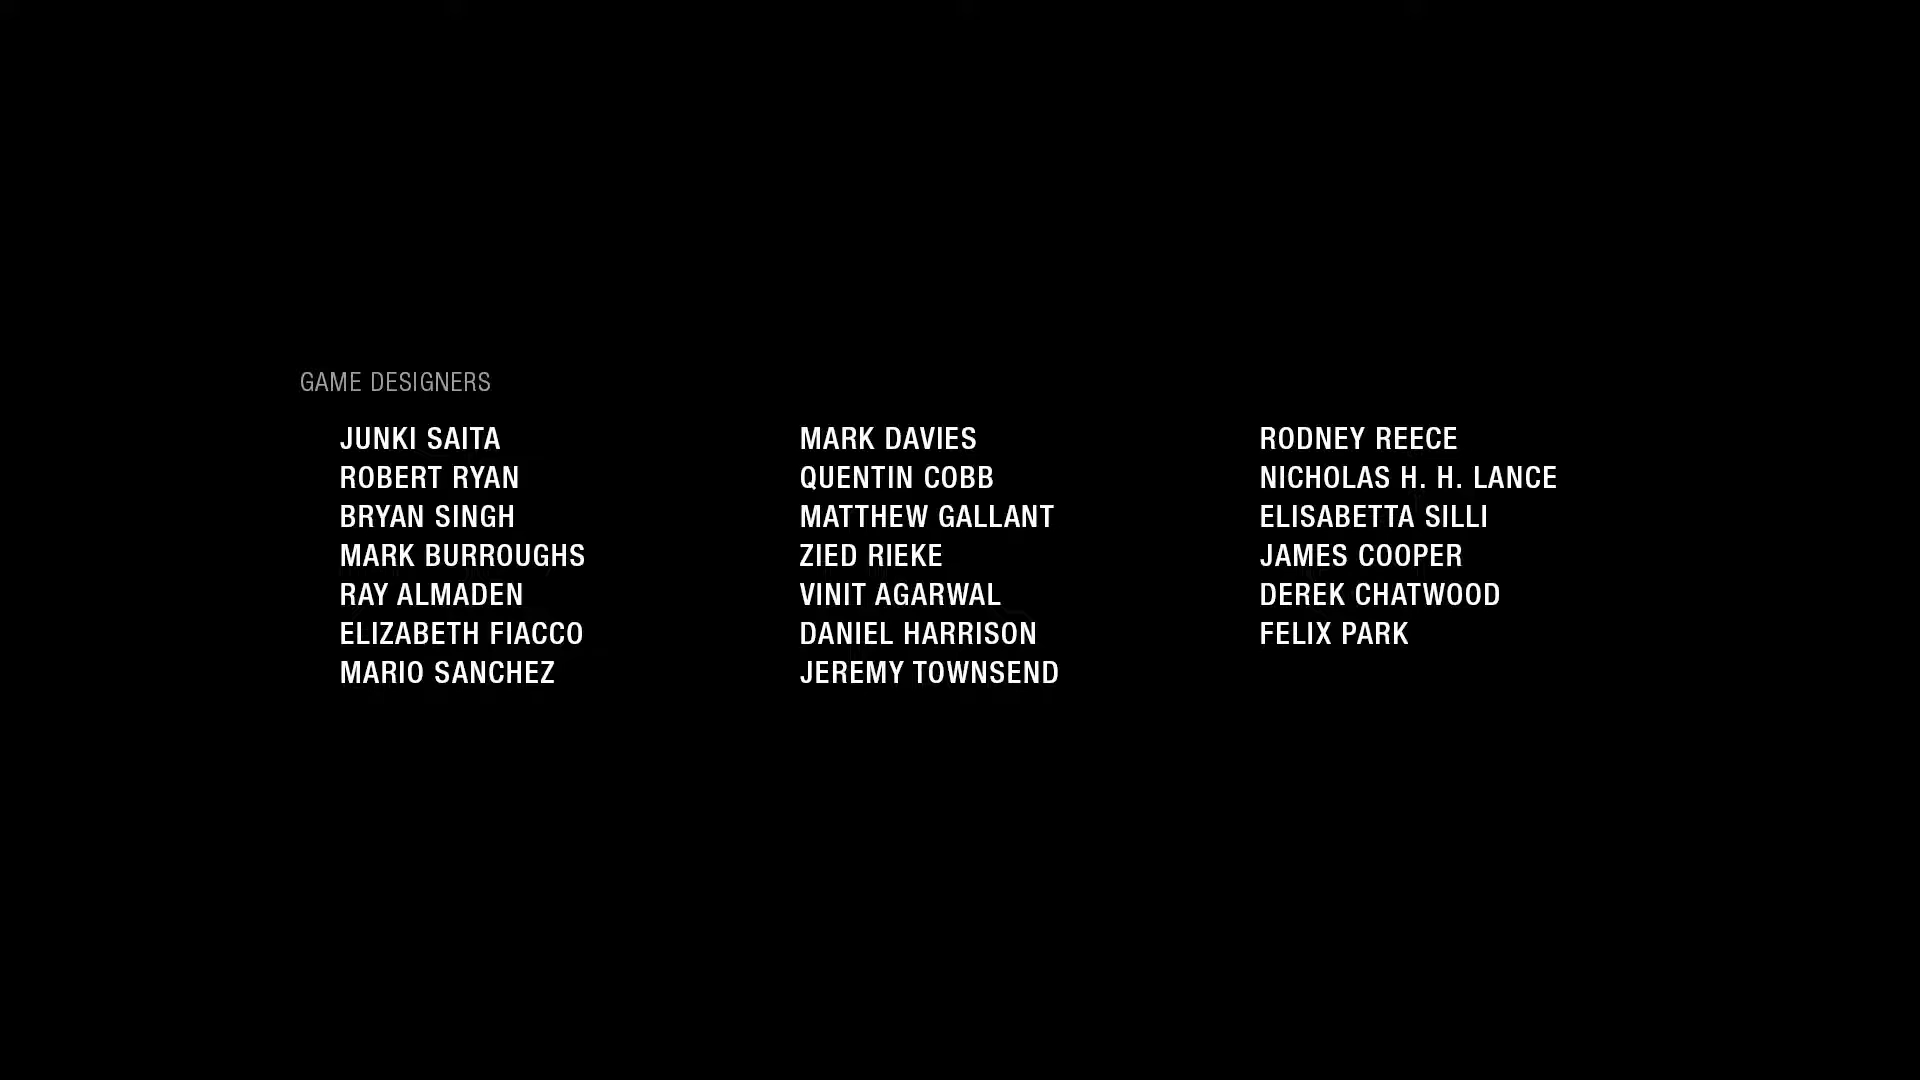 GAME DESIGNERS
JUNKI SAITA
ROBERT RYAN
BRYAN SINGH
MARK BURROUGHS
RAY ALMADEN
ELIZABETH FIACCO
MARIO SANCHEZ
MARK DAVIES
QUENTIN COBB
MATTHEW GALLANT
ZIED RIEKE
VINIT AGARWAL
DANIEL HARRISON
JEREMY TOWNSEND
RODNEY REECE
NICHOLAS H. H. LANCE
ELISABETTA SILLI
JAMES COOPER
DEREK CHATWOOD
FELIX PARK